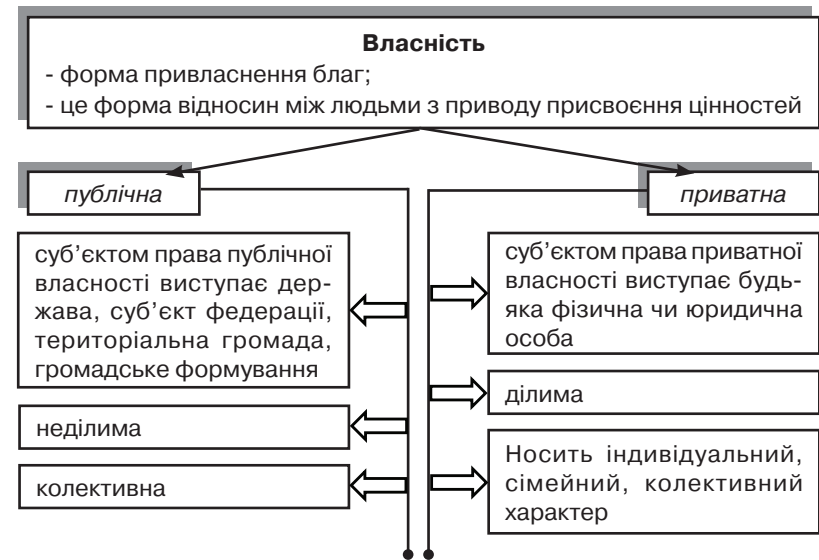 Власність
- форма привласнення благ;
- це форма відносин між людьми з приводу присвоєння цінностей
публічна
приватна
суб’єктом права публічної
власності виступає дер-
жава, суб’єкт федерації,
територіальна громада,
громадське формування
неділима
колективна
суб’єктом права приватної
власності виступає будь-
яка фізична чи юридична
особа
ділима
Носить індивідуальний,
сімейний, колективний
характер